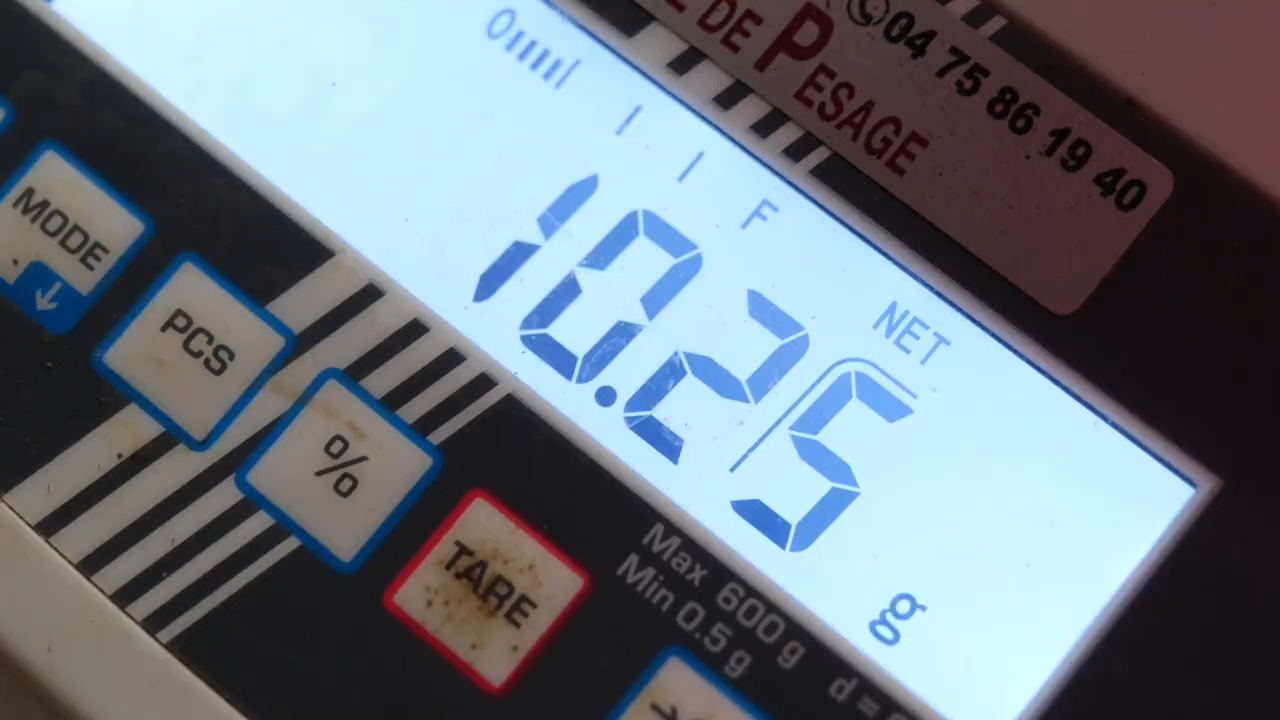 DE PESAGE
04 75 86 19 40
F
NET
10.25
g
MODE
PCS
%
TARE
Max 600 g
Min 0.5 g
d =